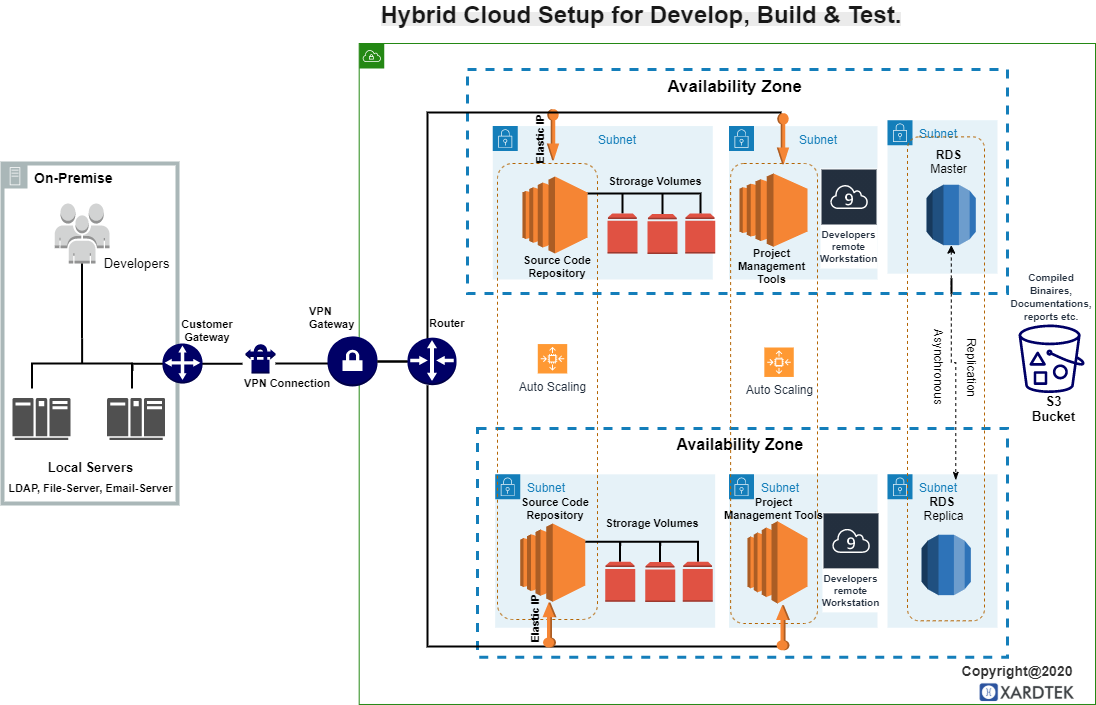 Hybrid Cloud Setup for Develop, Build & Test.
On-Premise
Developers
Local Servers
LDAP, File-Server, Email-Server
Customer
Gateway
VPN Connection
VPN
Gateway
Router
Availability Zone
Elastic IP
Subnet
Strorage Volumes
Source Code
Repository
Subnet
Project
Management
Tools
9
Developers
remote
Workstation
Subnet
RDS
Master
Auto Scaling
Auto Scaling
Asynchronous
Replication
Compiled
Binaires,
Documentations,
reports etc.
S3
Bucket
Availability Zone
Subnet
Source Code
Repository
Strorage Volumes
Elastic IP
Subnet
Project
Management Tools
9
Developers
remote
Workstation
Subnet
RDS
Replica
Copyright@2020
XARDTEK